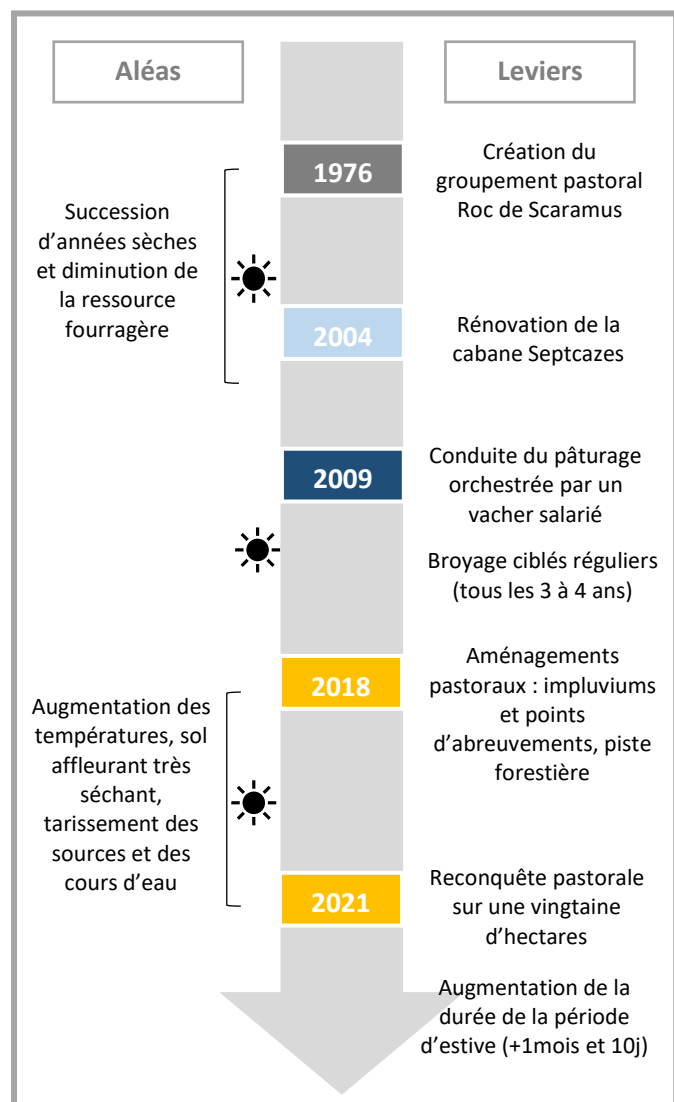 Aléas
Leviers
1976
Création du
groupement pastoral
Roc de Scaramus
Succession
d'années sèches
et diminution de
la ressource
fourragère
2004
Rénovation de la
cabane Septcazes
2009
Conduite du pâturage
orchestrée par un
vacher salarié
Broyage ciblés réguliers
(tous les 3 à 4 ans)
2018
Aménagements
pastoraux : impluviums
et points
d'abreuvements, piste
forestière
Augmentation des
températures, sol
affleurant très
séchant,
tarissement des
sources et des
cours d'eau
2021
Reconquête pastorale
sur une vingtaine
d'hectares
Augmentation de la
durée de la période
d'estive (+1mois et 10j)